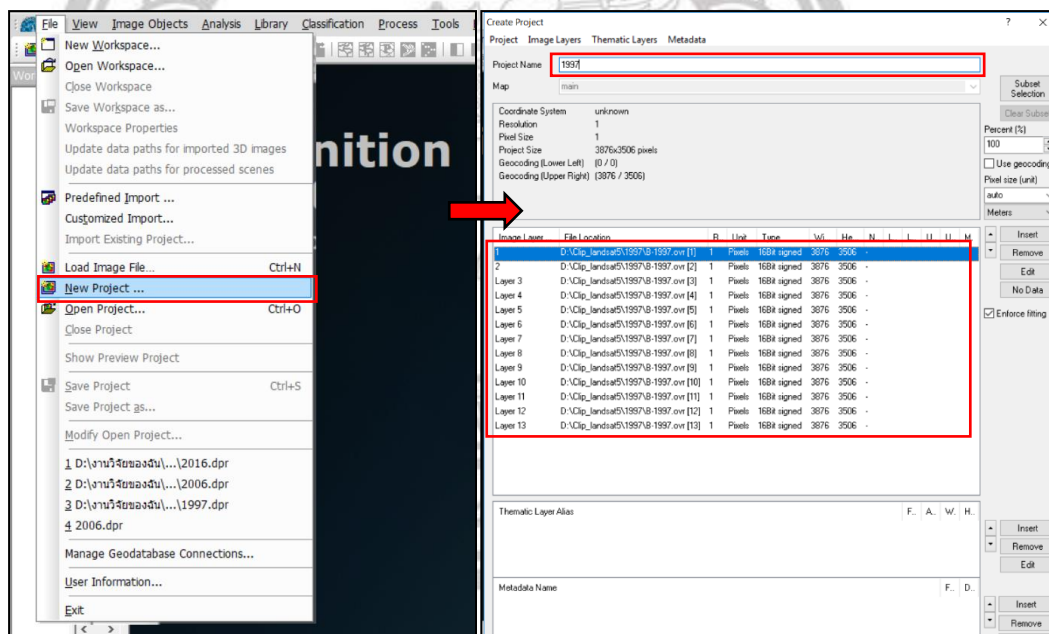 File View Image Objects Analysis Library Classification Process Tools
New Workspace...
Open Workspace...
Close Workspace
Save Workspace as...
Workspace Properties
Update data paths for imported 3D images
Update data paths for processed scenes
Predefined Import ...
Customized Import...
Import Existing Project...
Load Image File... Ctrl+N
New Project ...
Open Project... Ctrl+O
Close Project
Show Preview Project
Save Project Ctrl+S
Save Project as...
Modify Open Project...
1 D:\งานวิจัยของฉัน\...\2016.dpr
2 D:\งานวิจัยของฉัน\...\2006.dpr
3 D:\งานวิจัยของฉัน\...\1997.dpr
4 2006.dpr
Manage Geodatabase Connections...
User Information...
Exit
Wor
nition
Create Project ? ×
Project Image Layers Thematic Layers Metadata
Project Name 1997
Map main
Subset Selection
Clear Subse
Coordinate System unknown
Resolution 1
Pixel Size 1
Project Size 3876x3506 pixels
Geocoding (Lower Left) (0 / 0)
Geocoding (Upper Right) (3876 / 3506)
Percent (%)
100
Use geocoding
Pixel size (unit)
auto
Meters
Image Layer File Location R. Unit Type Wi.. He.. N.. L.. L.. U.. U.. M..
1 D:\Clip_landsat5\1997\B-1997.ovr [1] 1 Pixels 16Bit signed 3876 3506 -
2 D:\Clip_landsat5\1997\B-1997.ovr [2] 1 Pixels 16Bit signed 3876 3506 -
Layer 3 D:\Clip_landsat5\1997\B-1997.ovr [3] 1 Pixels 16Bit signed 3876 3506 -
Layer 4 D:\Clip_landsat5\1997\B-1997.ovr [4] 1 Pixels 16Bit signed 3876 3506 -
Layer 5 D:\Clip_landsat5\1997\B-1997.ovr [5] 1 Pixels 16Bit signed 3876 3506 -
Layer 6 D:\Clip_landsat5\1997\B-1997.ovr [6] 1 Pixels 16Bit signed 3876 3506 -
Layer 7 D:\Clip_landsat5\1997\B-1997.ovr [7] 1 Pixels 16Bit signed 3876 3506 -
Layer 8 D:\Clip_landsat5\1997\B-1997.ovr [8] 1 Pixels 16Bit signed 3876 3506 -
Layer 9 D:\Clip_landsat5\1997\B-1997.ovr [9] 1 Pixels 16Bit signed 3876 3506 -
Layer 10 D:\Clip_landsat5\1997\B-1997.ovr [10] 1 Pixels 16Bit signed 3876 3506 -
Layer 11 D:\Clip_landsat5\1997\B-1997.ovr [11] 1 Pixels 16Bit signed 3876 3506 -
Layer 12 D:\Clip_landsat5\1997\B-1997.ovr [12] 1 Pixels 16Bit signed 3876 3506 -
Layer 13 D:\Clip_landsat5\1997\B-1997.ovr [13] 1 Pixels 16Bit signed 3876 3506 -
Insert
Remove
Edit
No Data
Enforce fitting
Thematic Layer Alias F.. A.. W. H..
Insert
Remove
Edit
Metadata Name F.. D..
Insert
Remove